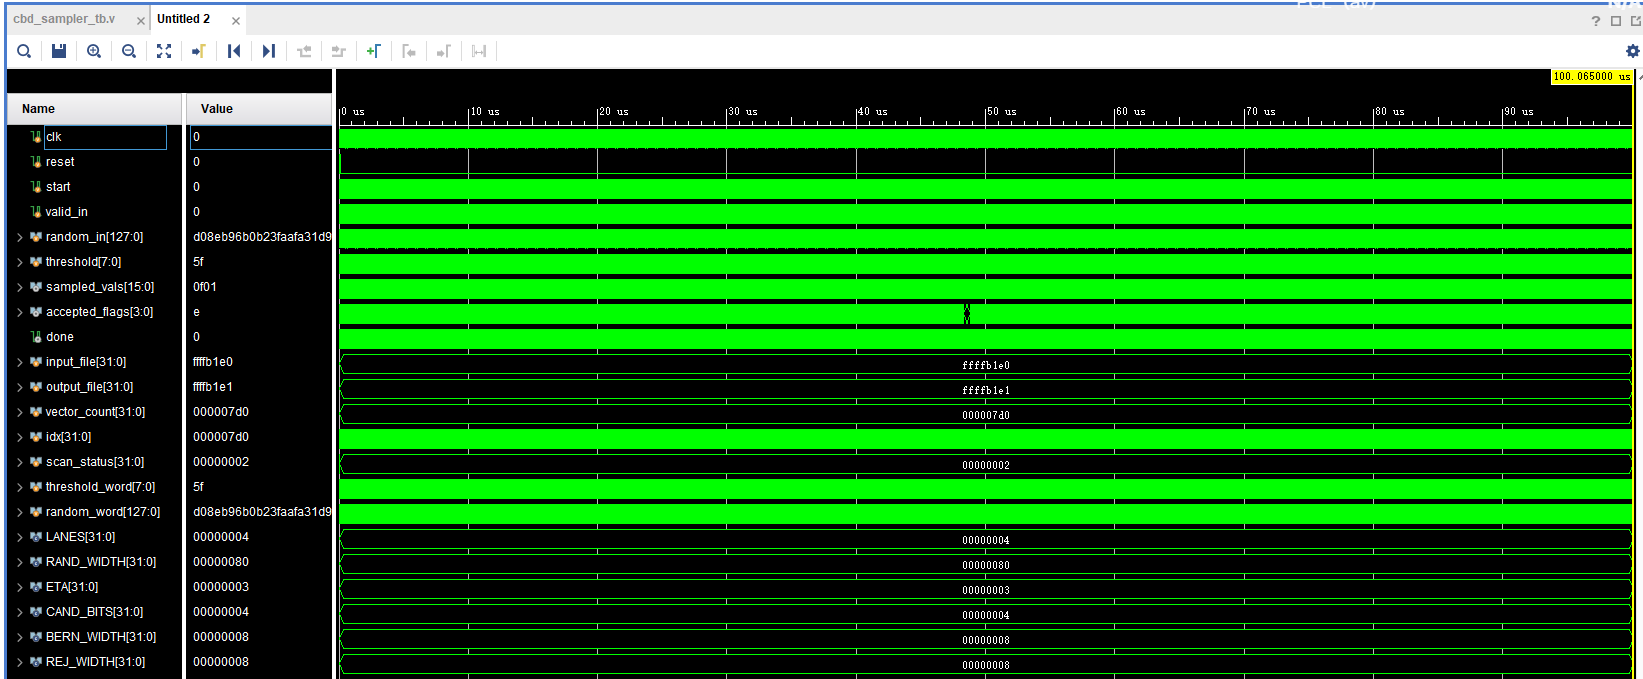 cbd_sampler_tb.v × Untitled 2 ×
?
100.065000 us
Name Value
0 us 10 us 20 us 30 us 40 us 50 us 60 us 70 us 80 us 90 us
clk 0
reset 0
start 0
valid_in 0
random_in[127:0] d08eb96b0b23faafa31d9
threshold[7:0] 5f
sampled_vals[15:0] 0f01
accepted_flags[3:0] e
done 0
input_file[31:0] ffffb1e0 ffffb1e0
output_file[31:0] ffffb1e1 ffffb1e1
vector_count[31:0] 000007d0 000007d0
idx[31:0] 000007d0
scan_status[31:0] 00000002 00000002
threshold_word[7:0] 5f
random_word[127:0] d08eb96b0b23faafa31d9
LANES[31:0] 00000004 00000004
RAND_WIDTH[31:0] 00000080 00000080
ETA[31:0] 00000003 00000003
CAND_BITS[31:0] 00000004 00000004
BERN_WIDTH[31:0] 00000008 00000008
REJ_WIDTH[31:0] 00000008 00000008